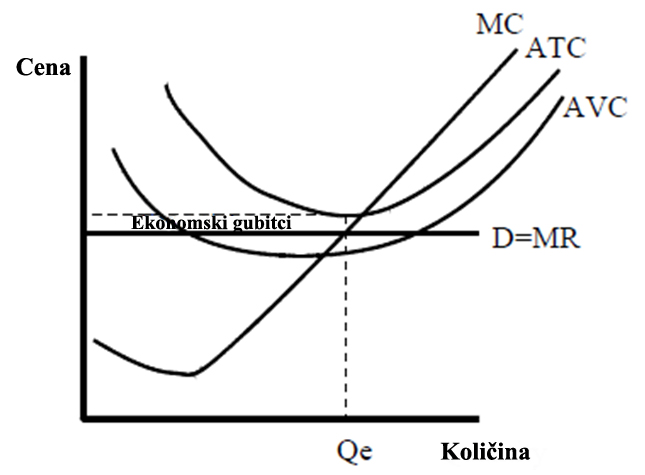 MC
ATC
Cena
AVC
Ekonomski gubitci
D=MR
Qe
Količina